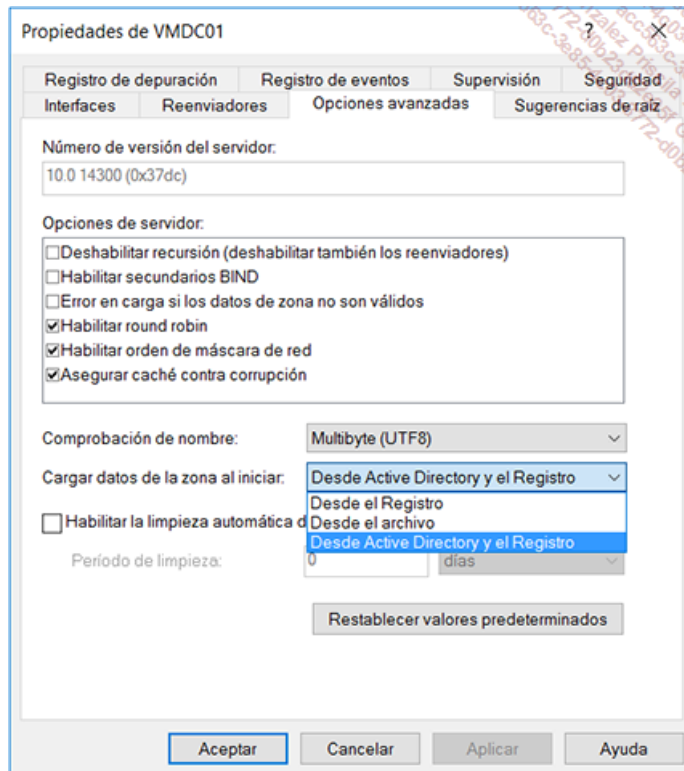 Propiedades de VMDC01
? X
Registro de depuración Registro de eventos Supervisión Seguridad
Interfaces Reenviadores Opciones avanzadas Sugerencias de raíz
Número de versión del servidor:
10.0 14300 (0x37dc)
Opciones de servidor:
Deshabilitar recursión (deshabilitar también los reenviadores)
Habilitar secundarios BIND
Error en carga si los datos de zona no son válidos
Habilitar round robin
Habilitar orden de máscara de red
Asegurar caché contra corrupción
Comprobación de nombre: Multibyte (UTF8)
Cargar datos de la zona al iniciar: Desde Active Directory y el Registro
Desde el Registro
Habilitar la limpieza automática d Desde el archivo
Desde Active Directory y el Registro
Período de limpieza: 0 días
Restablecer valores predeterminados
Aceptar Cancelar Aplicar Ayuda